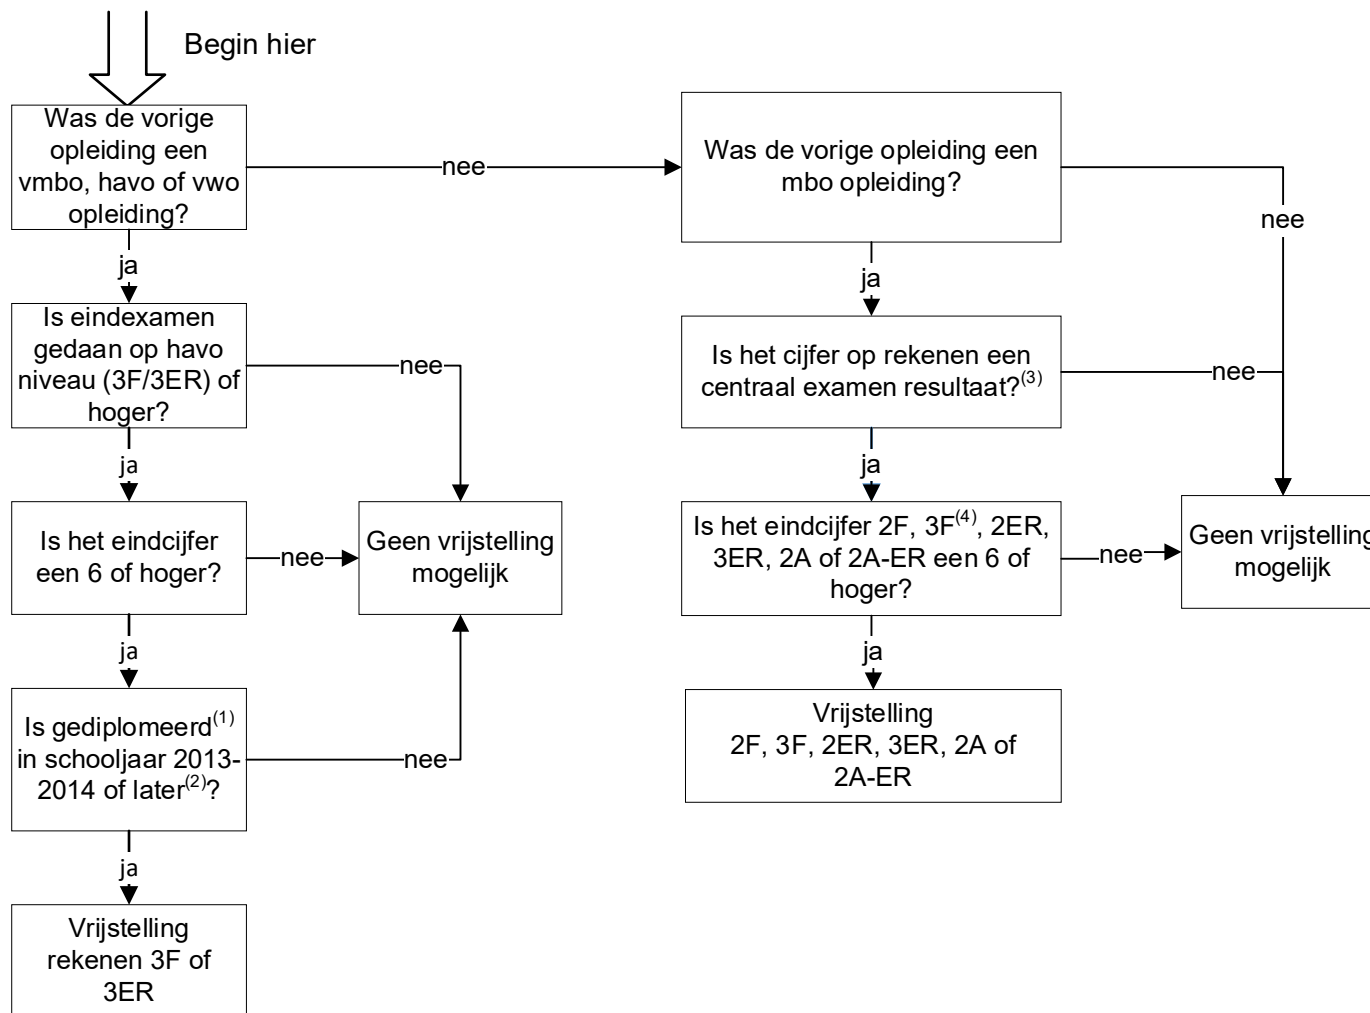 Begin hier
Was de vorige
opleiding een
vmbo, havo of vwo
opleiding?
nee
Was de vorige opleiding een
mbo opleiding?
nee
ja
ja
Is eindexamen
gedaan op havo
niveau (3F/3ER) of
hoger?
nee
Is het cijfer op rekenen een
centraal examen resultaat?(3)
nee
ja
ja
Is het eindcijfer
een 6 of hoger?
nee
Geen vrijstelling
mogelijk
Is het eindcijfer 2F, 3F(4), 2ER,
3ER, 2A of 2A-ER een 6 of
hoger?
nee
Geen vrijstelling
mogelijk
ja
ja
Is gediplomeerd(1)
in schooljaar 2013-
2014 of later(2)?
nee
Vrijstelling
2F, 3F, 2ER, 3ER, 2A of
2A-ER
ja
Vrijstelling
rekenen 3F of
3ER